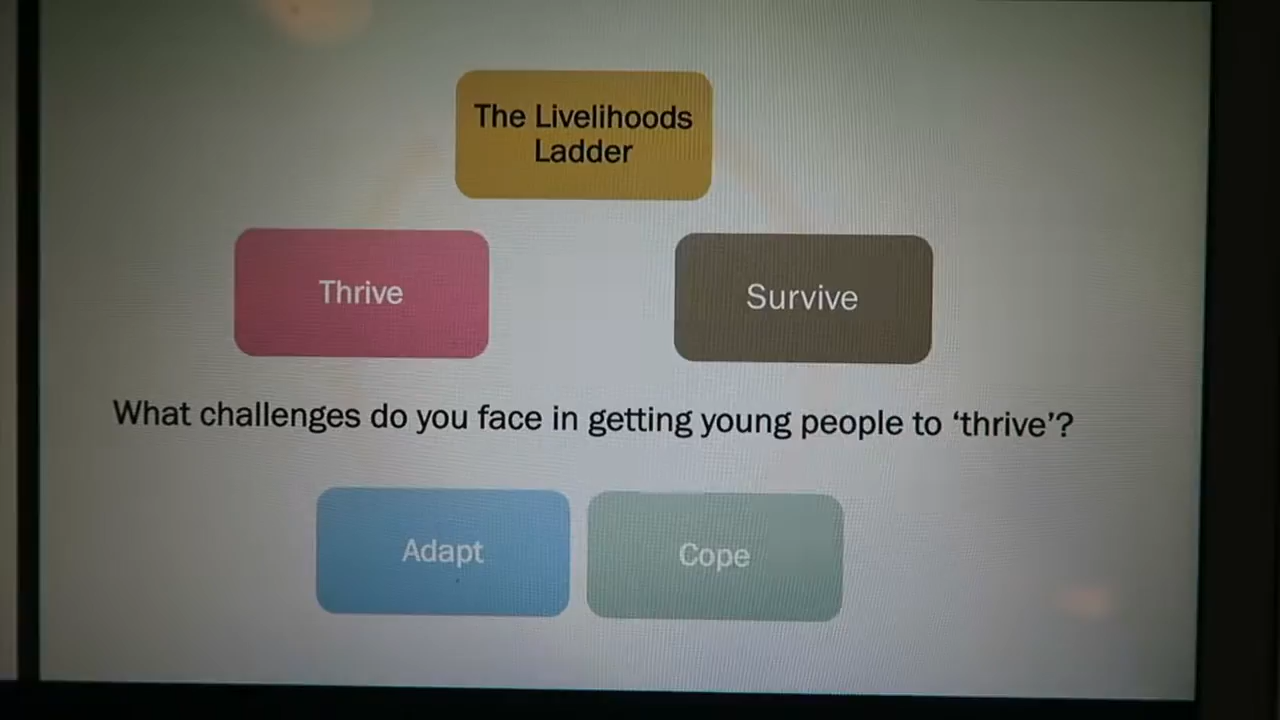 The Livelihoods
Ladder
Thrive
Survive
What challenges do you face in getting young people to ‘thrive’?
Adapt
Cope